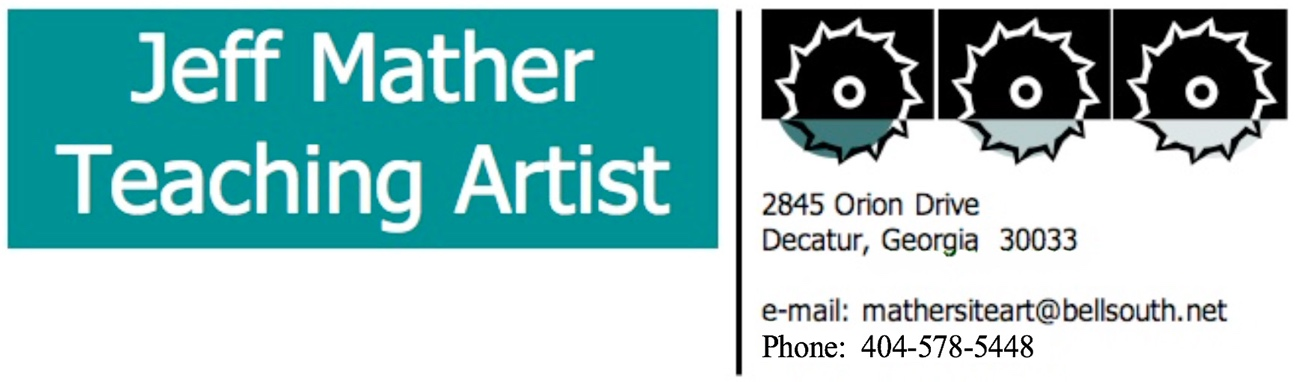 Jeff Mather
Teaching Artist
2845 Orion Drive
Decatur, Georgia  30033
e-mail:  mathersiteart@bellsouth.net
Phone:  404-578-5448